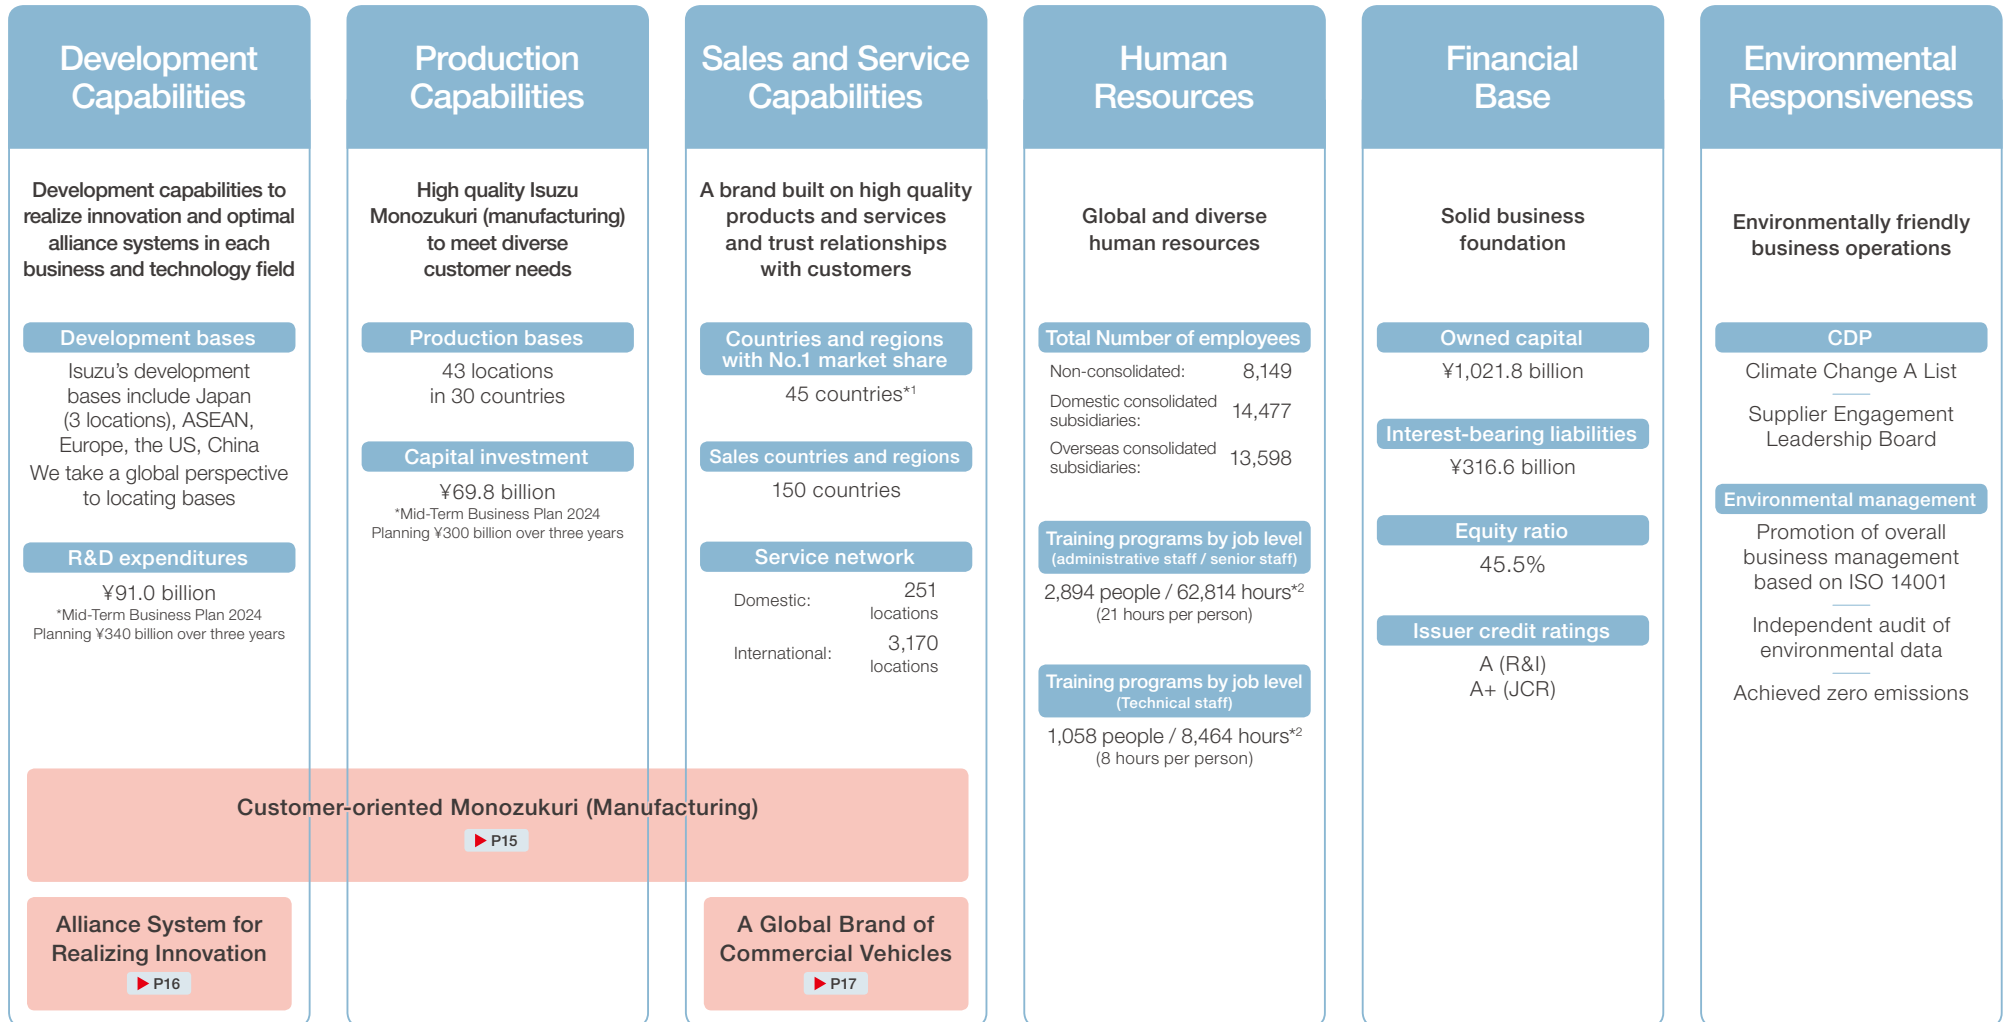 Development
Capabilities
Development capabilities to
realize innovation and optimal
alliance systems in each
business and technology field
Development bases
Isuzu's development
bases include Japan
(3 locations), ASEAN,
Europe, the US, China
We take a global perspective
to locating bases
R&D expenditures
¥91.0 billion
*Mid-Term Business Plan 2024
Planning ¥340 billion over three years
Production
Capabilities
High quality Isuzu
Monozukuri (manufacturing)
to meet diverse
customer needs
Production bases
43 locations
in 30 countries
Capital investment
¥69.8 billion
*Mid-Term Business Plan 2024
Planning ¥300 billion over three years
Sales and Service
Capabilities
A brand built on high quality
products and services
and trust relationships
with customers
Countries and regions
with No.1 market share
45 countries*1
Sales countries and regions
150 countries
Service network
Domestic: 251
locations
International: 3,170
locations
Customer-oriented Monozukuri (Manufacturing)
▶ P15
Alliance System for
Realizing Innovation
▶ P16
A Global Brand of
Commercial Vehicles
▶ P17
Human
Resources
Global and diverse
human resources
Total Number of employees
Non-consolidated: 8,149
Domestic consolidated
subsidiaries: 14,477
Overseas consolidated
subsidiaries: 13,598
Training programs by job level
(administrative staff / senior staff)
2,894 people / 62,814 hours*2
(21 hours per person)
Training programs by job level
(Technical staff)
1,058 people / 8,464 hours*2
(8 hours per person)
Financial
Base
Solid business
foundation
Owned capital
¥1,021.8 billion
Interest-bearing liabilities
¥316.6 billion
Equity ratio
45.5%
Issuer credit ratings
A (R&I)
A+ (JCR)
Environmental
Responsiveness
Environmentally friendly
business operations
CDP
Climate Change A List
Supplier Engagement
Leadership Board
Environmental management
Promotion of overall
business management
based on ISO 14001
Independent audit of
environmental data
Achieved zero emissions